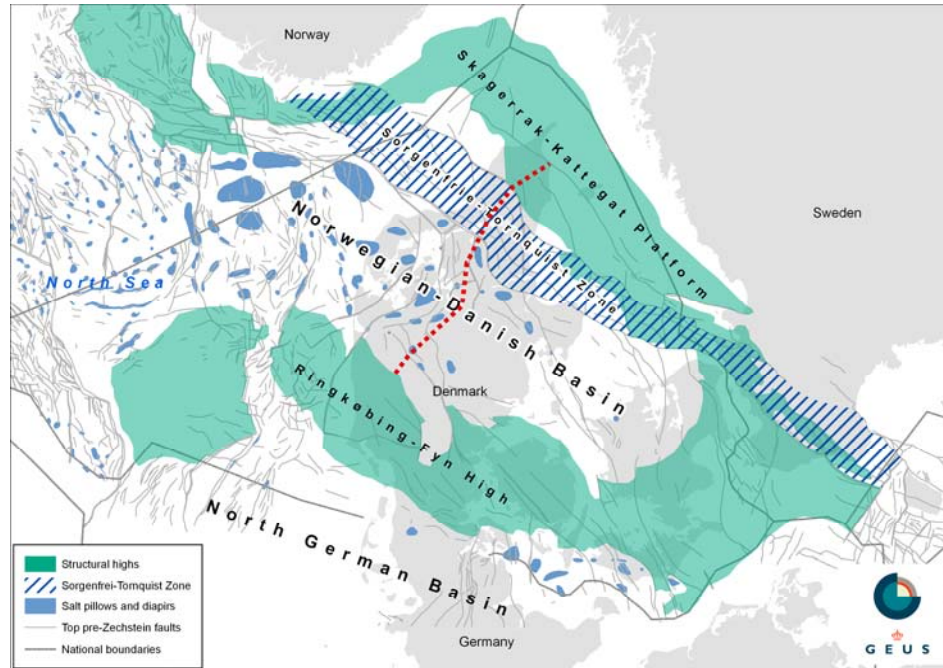 Norway
Skagerrak-Kattegat Platform
Sorgenfrie-Tornquist Zone
Sweden
Norwegian-Danish Basin
North Sea
Denmark
Ringkøbing-Fyn High
North German Basin
Germany
Structural highs
Sorgenfrei-Tornquist Zone
Salt pillows and diapirs
Top pre-Zechstein faults
National boundaries
GEUS